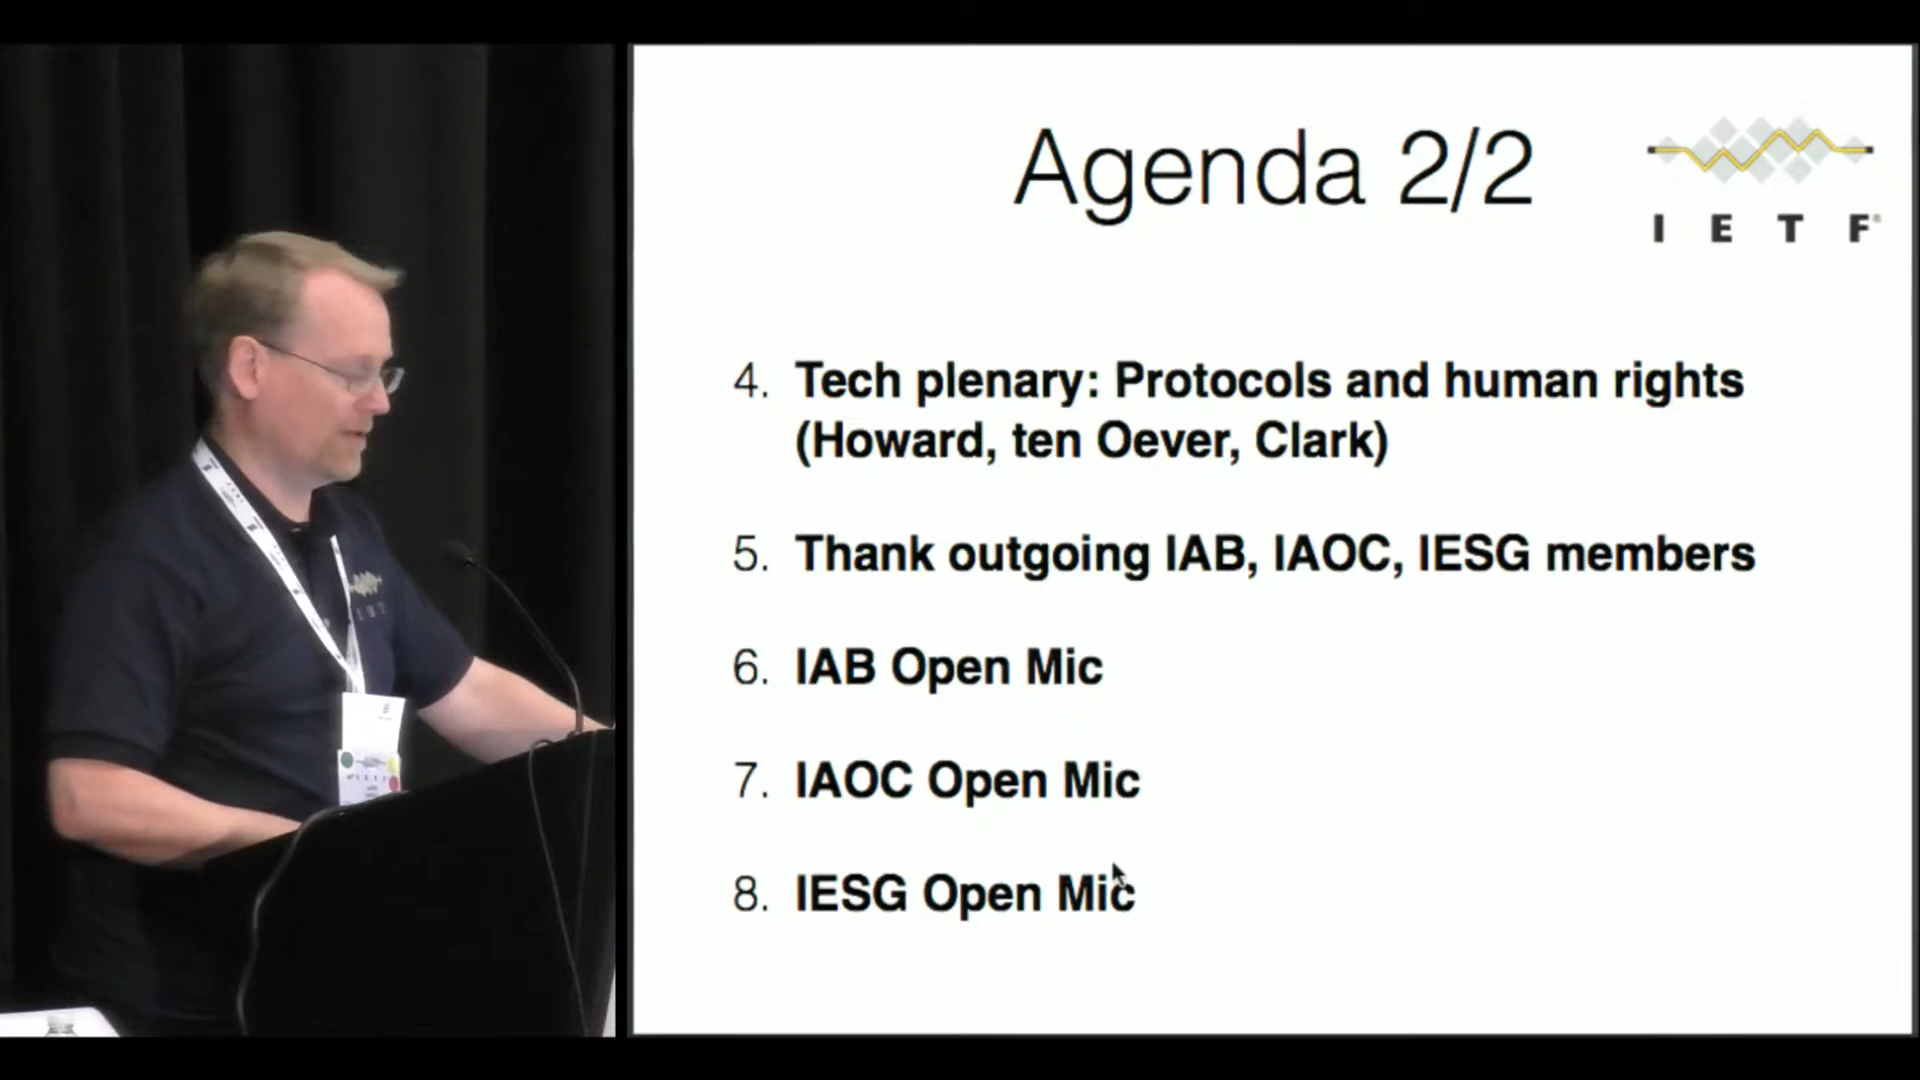 Agenda 2/2
I E T F®
4. Tech plenary: Protocols and human rights
(Howard, ten Oever, Clark)
5. Thank outgoing IAB, IAOC, IESG members
6. IAB Open Mic
7. IAOC Open Mic
8. IESG Open Mic
I E T F